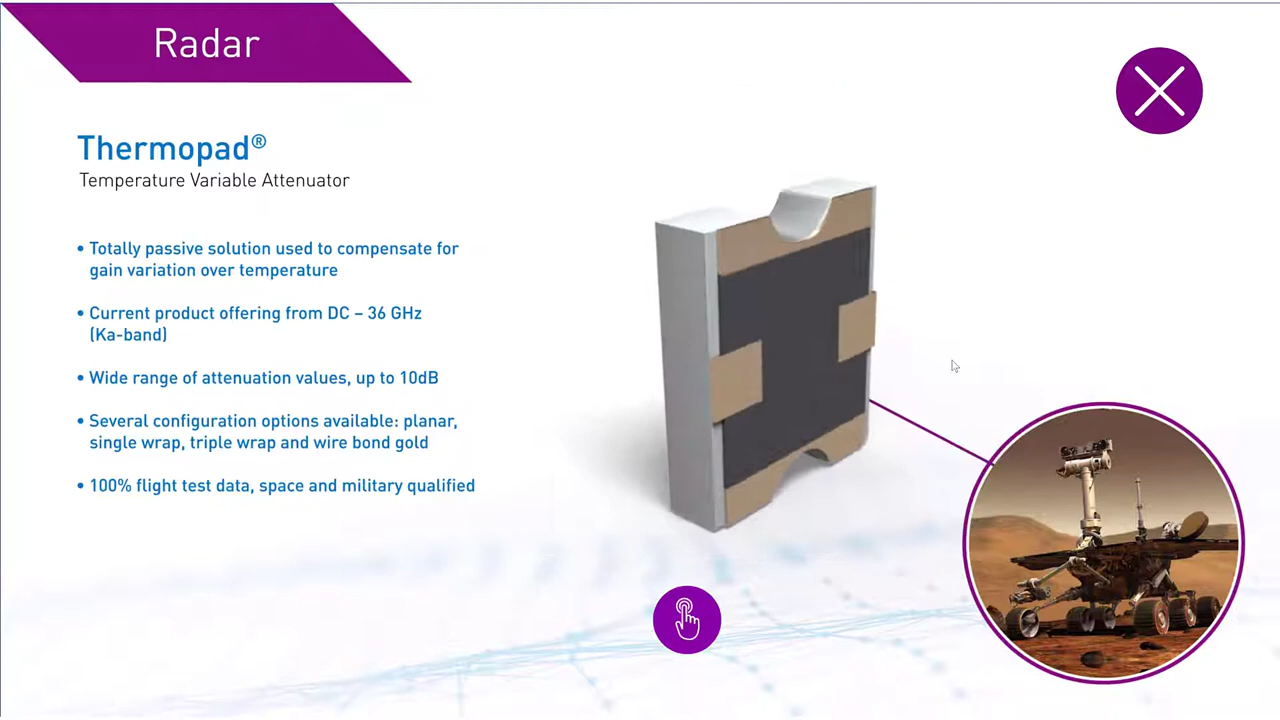 Radar
Thermopad®
Temperature Variable Attenuator
• Totally passive solution used to compensate for
gain variation over temperature
• Current product offering from DC – 36 GHz
(Ka-band)
• Wide range of attenuation values, up to 10dB
• Several configuration options available: planar,
single wrap, triple wrap and wire bond gold
• 100% flight test data, space and military qualified